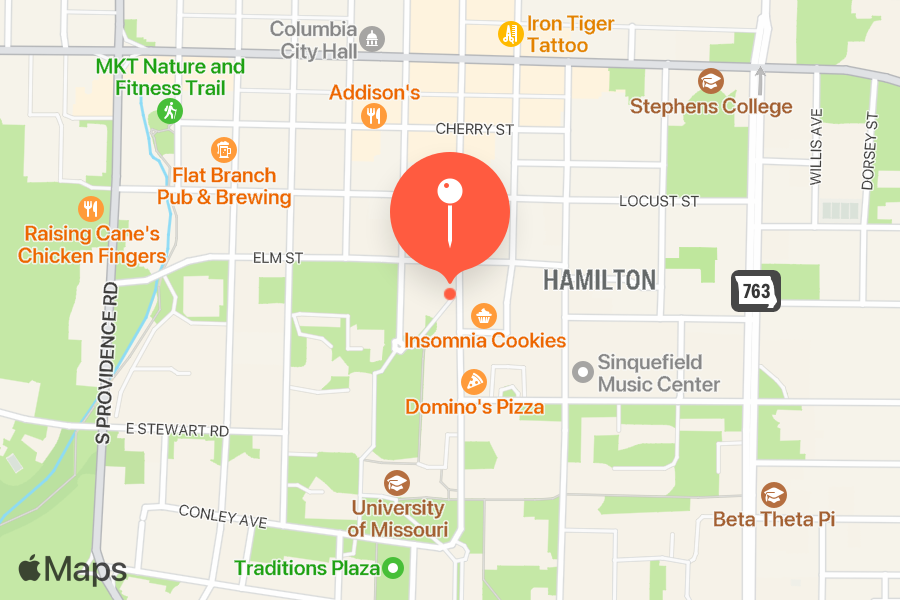 Iron Tiger
Tattoo
Columbia
City Hall
MKT Nature and
Fitness Trail
Addison's
Stephens College
CHERRY ST
WILLIS AVE
DORSEY ST
Flat Branch
Pub & Brewing
LOCUST ST
Raising Cane's
Chicken Fingers
ELM ST
HAMILTON
763
S PROVIDENCE RD
Insomnia Cookies
Sinquefield
Music Center
Domino's Pizza
E STEWART RD
University
of Missouri
CONLEY AVE
Beta Theta Pi
Traditions Plaza
Maps